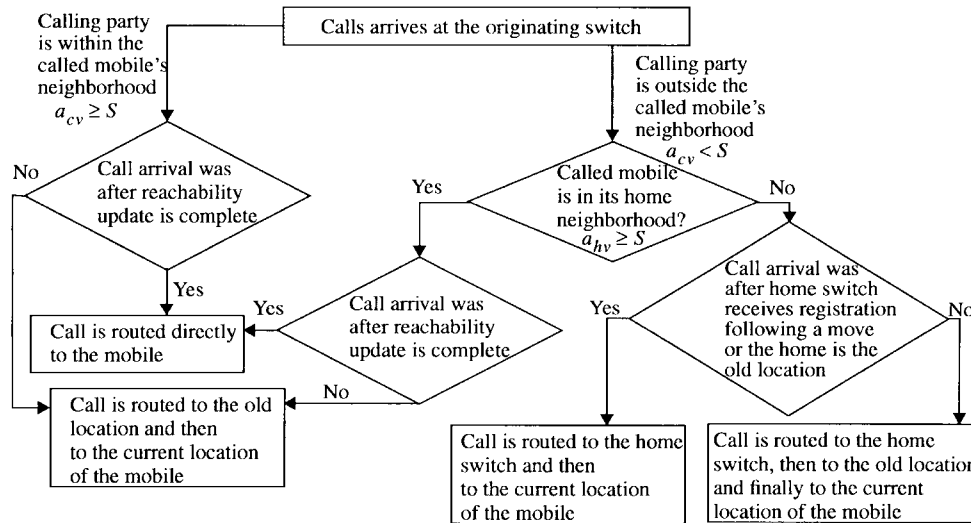 Calls arrives at the originating switch
Calling party
is within the
called mobile's
neighborhood
a_cv ≥ S
Calling party
is outside the
called mobile's
neighborhood
a_cv < S
No
Call arrival was
after reachability
update is complete
Yes
Yes
Called mobile
is in its home
neighborhood?
a_hv ≥ S
No
Call arrival was
after home switch
receives registration
following a move
or the home is the
old location
Yes
No
Call is routed directly
to the mobile
Yes
Call arrival was
after reachability
update is complete
No
Call is routed to the old
location and then
to the current location
of the mobile
Call is routed to the home
switch and then
to the current location
of the mobile
Call is routed to the home
switch, then to the old location
and finally to the current
location of the mobile